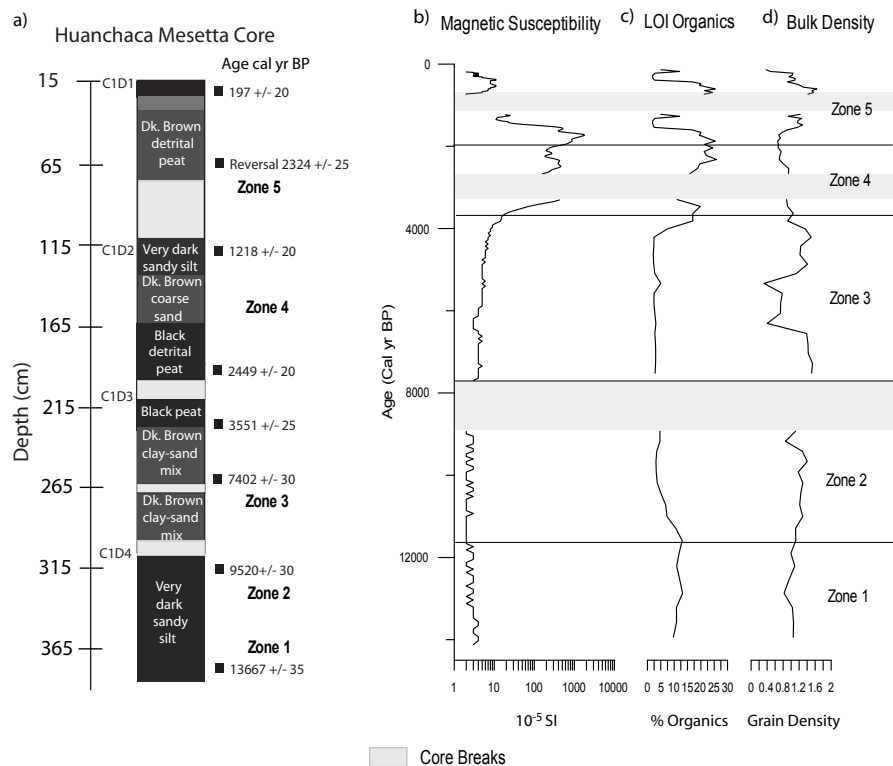 a)
Huanchaca Mesetta Core
Age cal yr BP
Depth (cm)
15
65
115
165
215
265
315
365
C1D1
C1D2
C1D3
C1D4
Dk. Brown
detrital
peat
Very dark
sandy silt
Dk. Brown
coarse
sand
Black
detrital
peat
Black peat
Dk. Brown
clay-sand
mix
Dk. Brown
clay-sand
mix
Very
dark
sandy
silt
197 +/- 20
Reversal 2324 +/- 25
Zone 5
1218 +/- 20
Zone 4
2449 +/- 20
3551 +/- 25
7402 +/- 30
Zone 3
9520+/- 30
Zone 2
Zone 1
13667 +/- 35
b) Magnetic Susceptibility
c) LOI Organics
d) Bulk Density
Age (Cal yr BP)
0
4000
8000
12000
Zone 5
Zone 4
Zone 3
Zone 2
Zone 1
1 10 100 1000 10000
10-5 SI
0 5 10 15 20 25 30
% Organics
0 0.4 0.8 1.2 1.6 2
Grain Density
Core Breaks